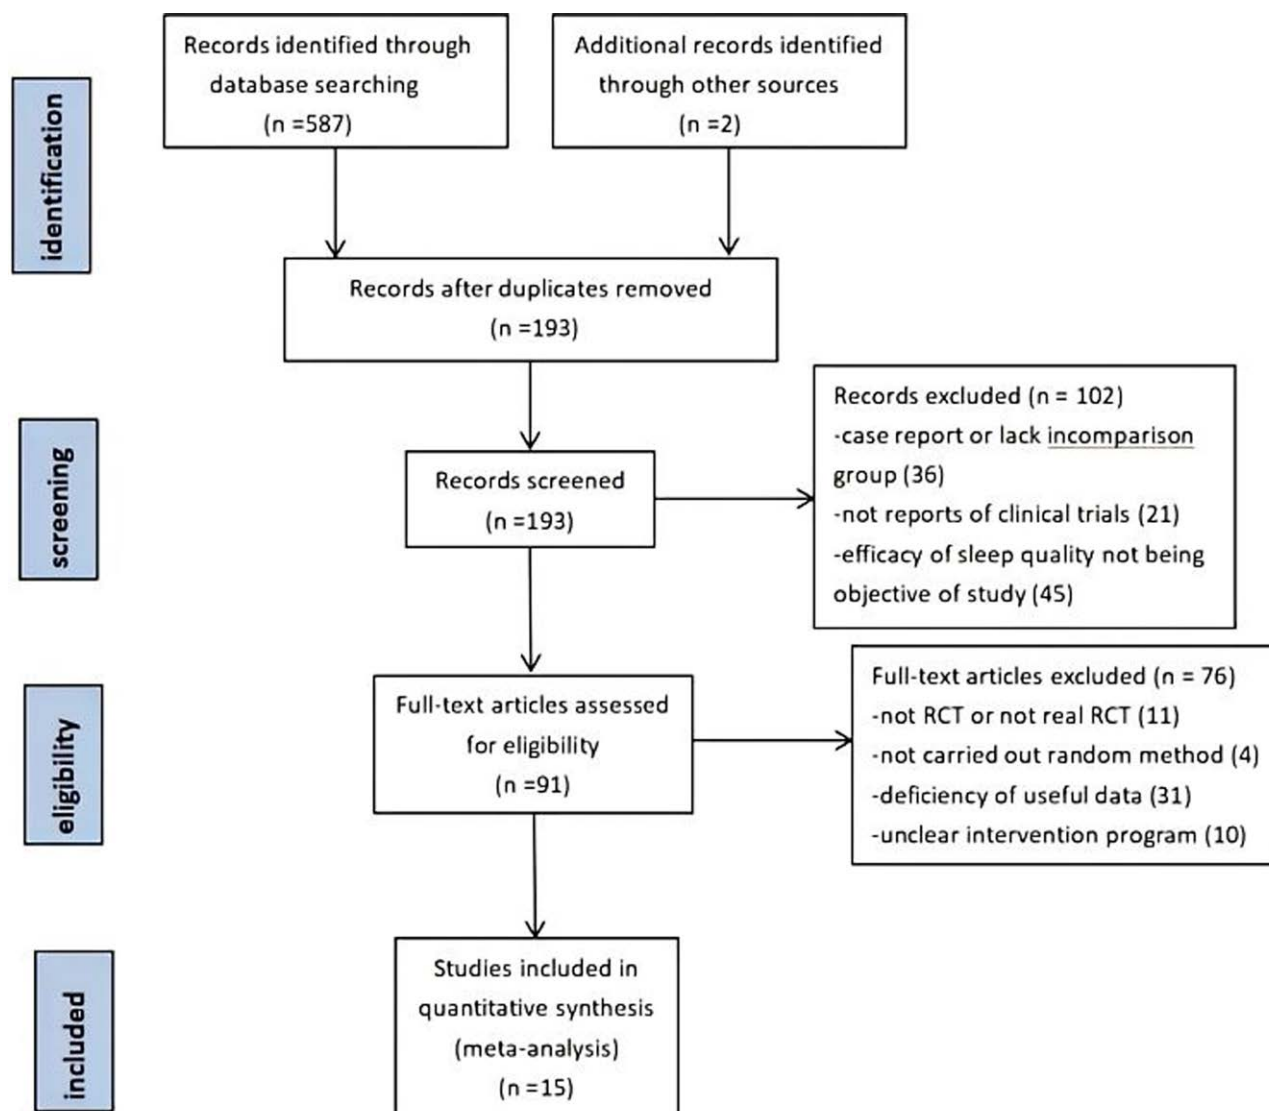 identification
Records identified through
database searching
(n =587)
Additional records identified
through other sources
(n =2)
Records after duplicates removed
(n =193)
screening
Records screened
(n =193)
Records excluded (n = 102)
-case report or lack incomparison
group (36)
-not reports of clinical trials (21)
-efficacy of sleep quality not being
objective of study (45)
eligibility
Full-text articles assessed
for eligibility
(n =91)
Full-text articles excluded (n = 76)
-not RCT or not real RCT (11)
-not carried out random method (4)
-deficiency of useful data (31)
-unclear intervention program (10)
included
Studies included in
quantitative synthesis
(meta-analysis)
(n =15)